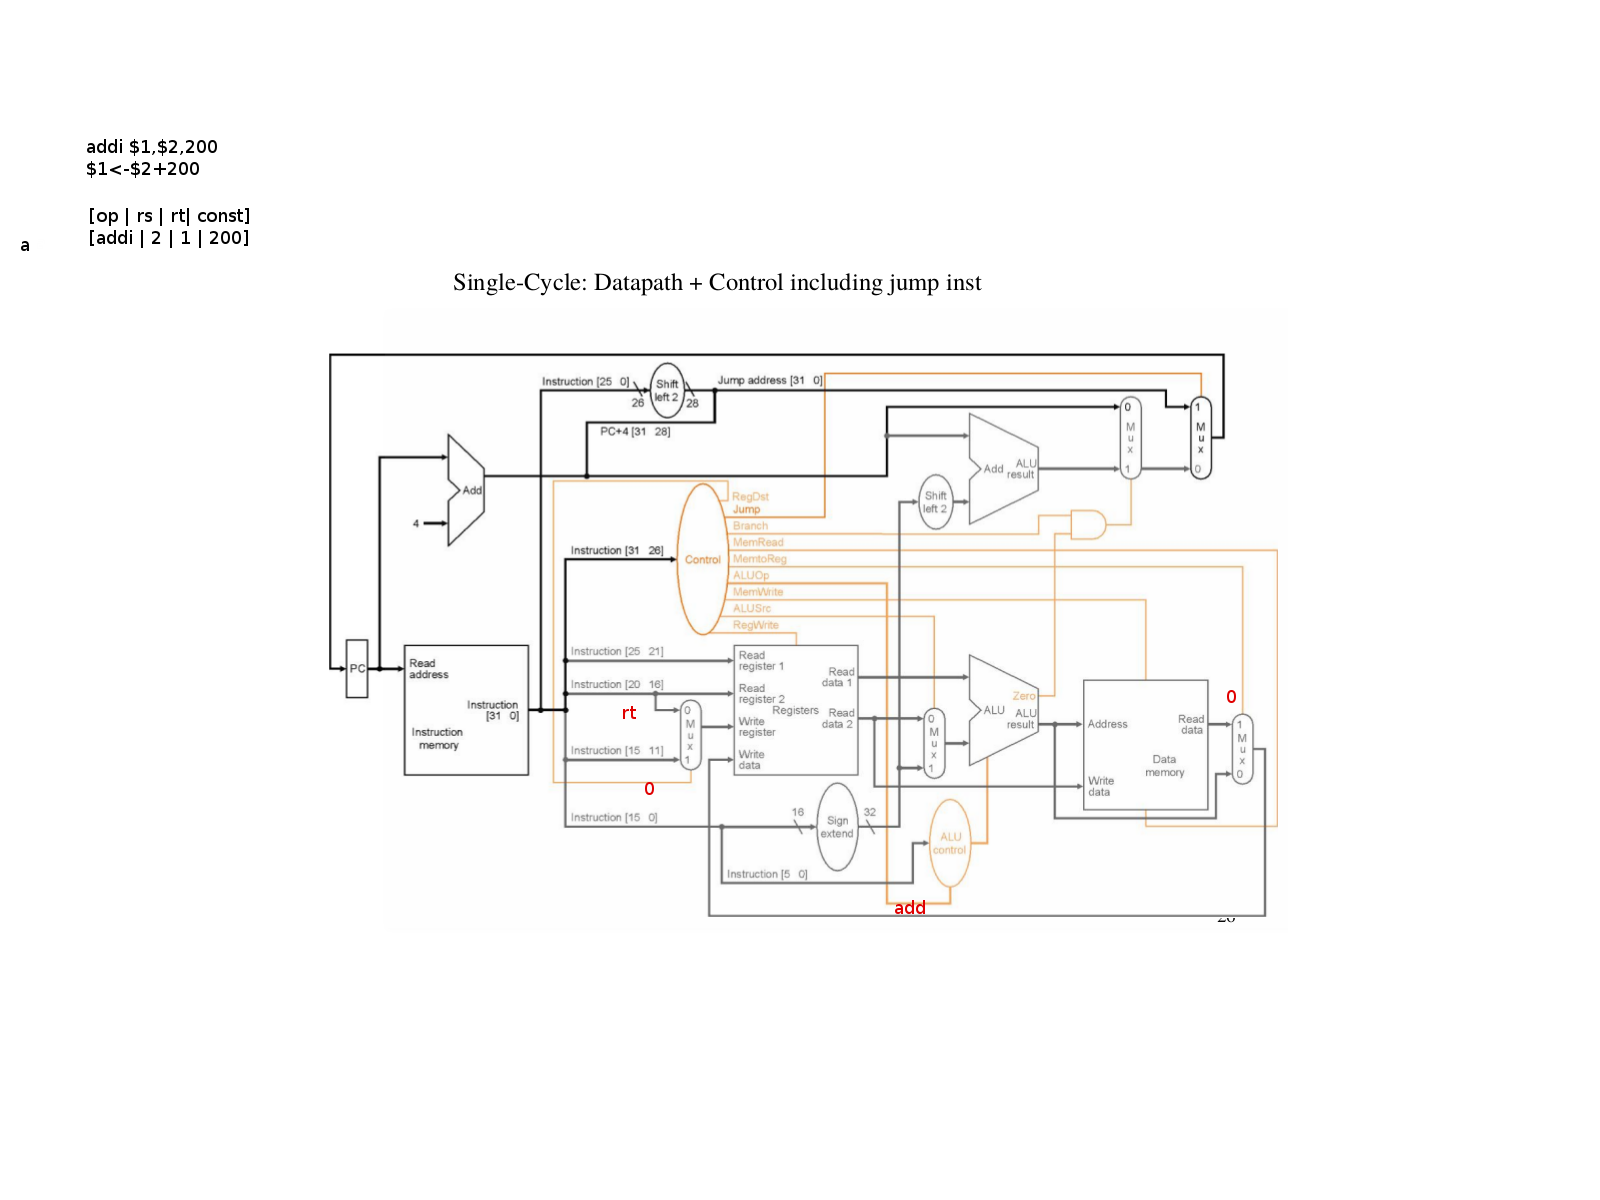 addi $1,$2,200
$1<-$2+200
[op | rs | rt| const]
[addi | 2 | 1 | 200]
a
Single-Cycle: Datapath + Control including jump inst
Instruction [25 0]
Shift
left 2
Jump address [31 0]
26
28
PC+4 [31 28]
Add
4
0
M
u
x
1
1
M
u
x
0
Add
ALU
result
Shift
left 2
RegDst
Jump
Branch
MemRead
MemtoReg
ALUOp
MemWrite
ALUSrc
RegWrite
Instruction [31 26]
Control
PC
Read
address
Instruction
[31 0]
Instruction
memory
Instruction [25 21]
Instruction [20 16]
rt
0
M
u
x
1
Instruction [15 11]
0
Read
register 1
Read
register 2
Write
register
Write
data
Registers
Read
data 1
Read
data 2
0
M
u
x
1
Zero
ALU
ALU
result
Address
Read
data
Data
memory
Write
data
0
1
M
u
x
0
Instruction [15 0]
16
Sign
extend
32
ALU
control
Instruction [5 0]
add